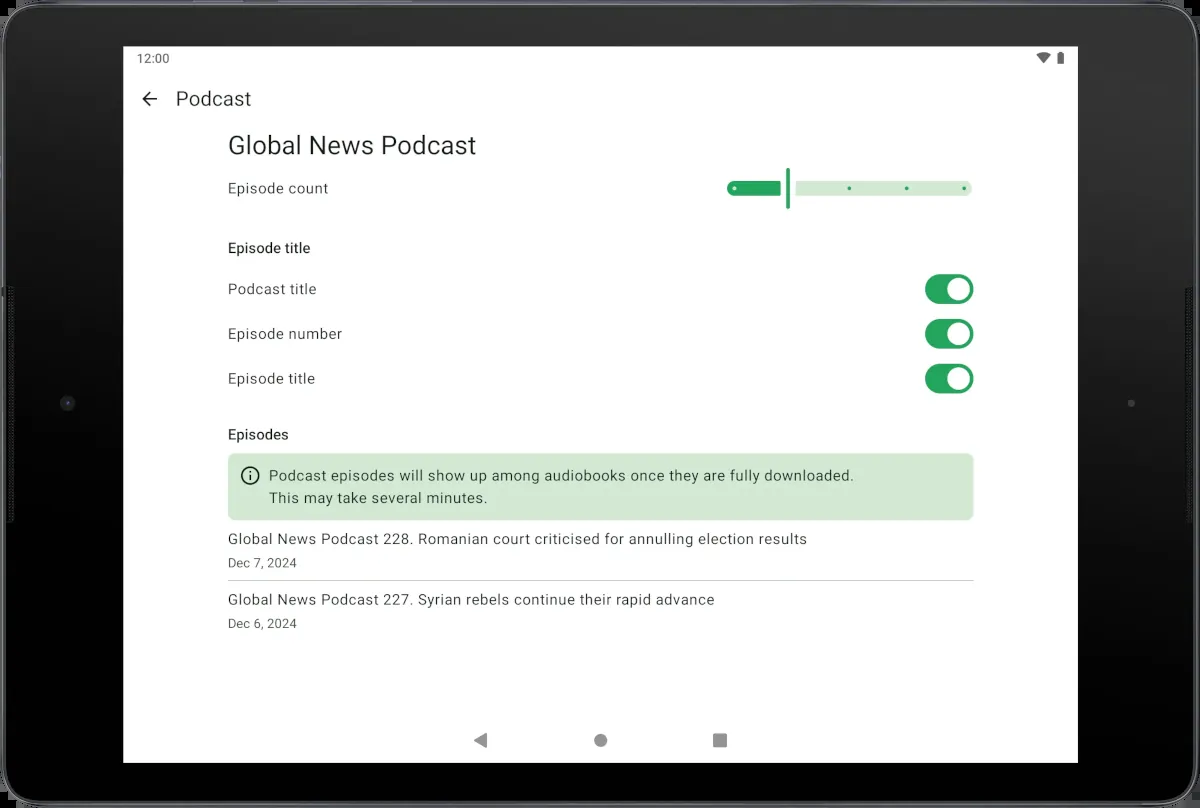 12:00
Podcast
Global News Podcast
Episode count
Episode title
Podcast title
Episode number
Episode title
Episodes
Podcast episodes will show up among audiobooks once they are fully downloaded.
This may take several minutes.
Global News Podcast 228. Romanian court criticised for annulling election results
Dec 7, 2024
Global News Podcast 227. Syrian rebels continue their rapid advance
Dec 6, 2024